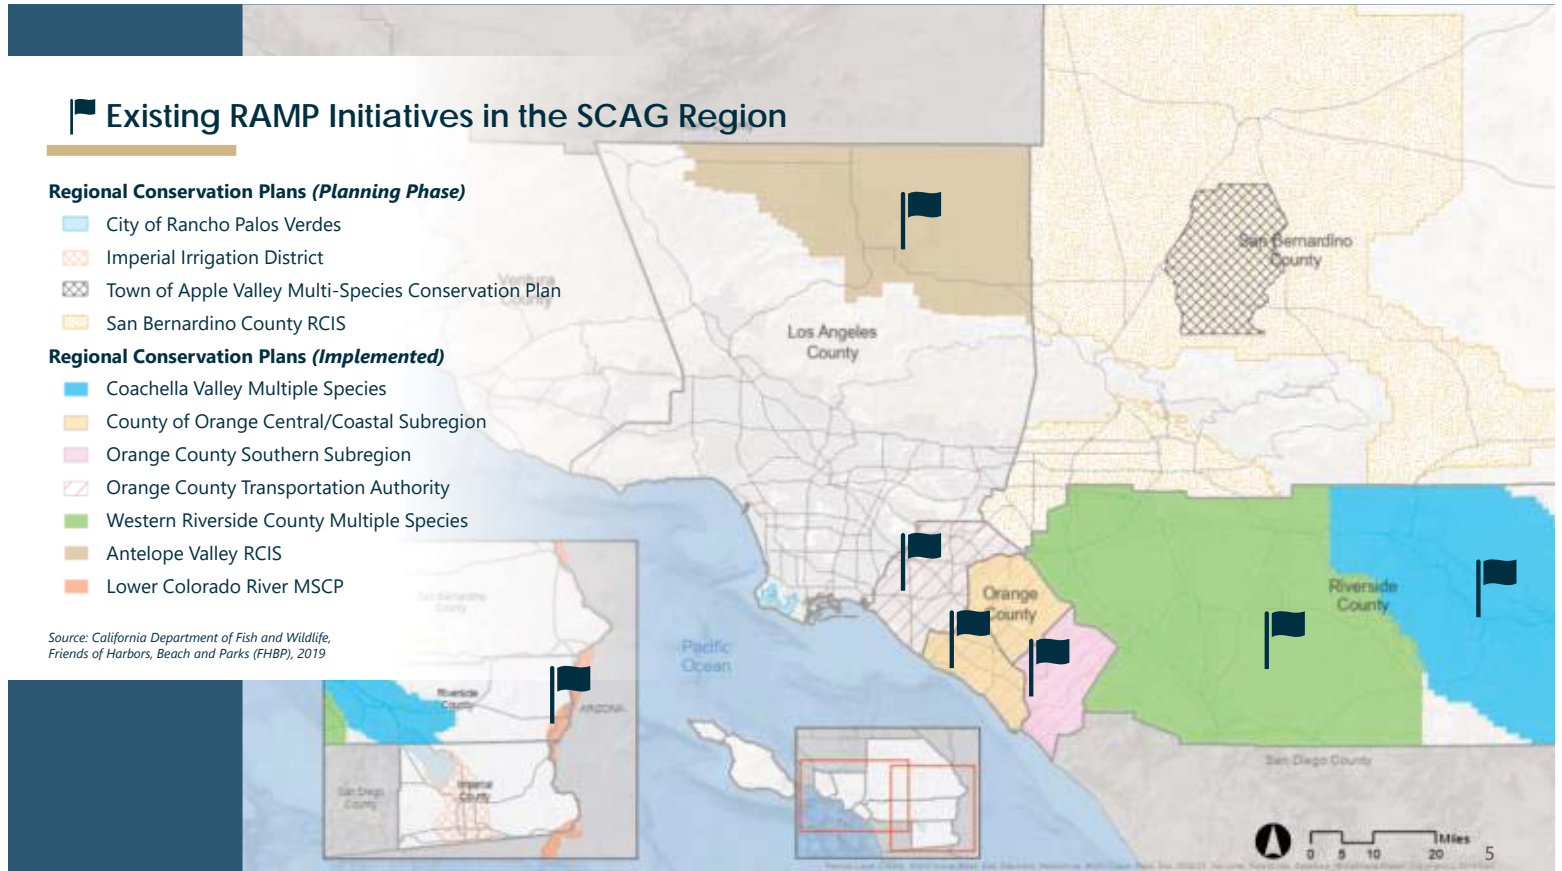 Existing RAMP Initiatives in the SCAG Region
Regional Conservation Plans (Planning Phase)
City of Rancho Palos Verdes
Imperial Irrigation District
Town of Apple Valley Multi-Species Conservation Plan
San Bernardino County RCIS
Regional Conservation Plans (Implemented)
Coachella Valley Multiple Species
County of Orange Central/Coastal Subregion
Orange County Southern Subregion
Orange County Transportation Authority
Western Riverside County Multiple Species
Antelope Valley RCIS
Lower Colorado River MSCP
Source: California Department of Fish and Wildlife,
Friends of Harbors, Beach and Parks (FHBP), 2019
Ventura
County
Los Angeles
County
San Bernardino
County
Orange
County
Riverside
County
Pacific
Ocean
San Diego County
San Bernardino
County
Riverside
County
ARIZONA
San Diego
County
Imperial
County
Miles
0 5 10 20
5